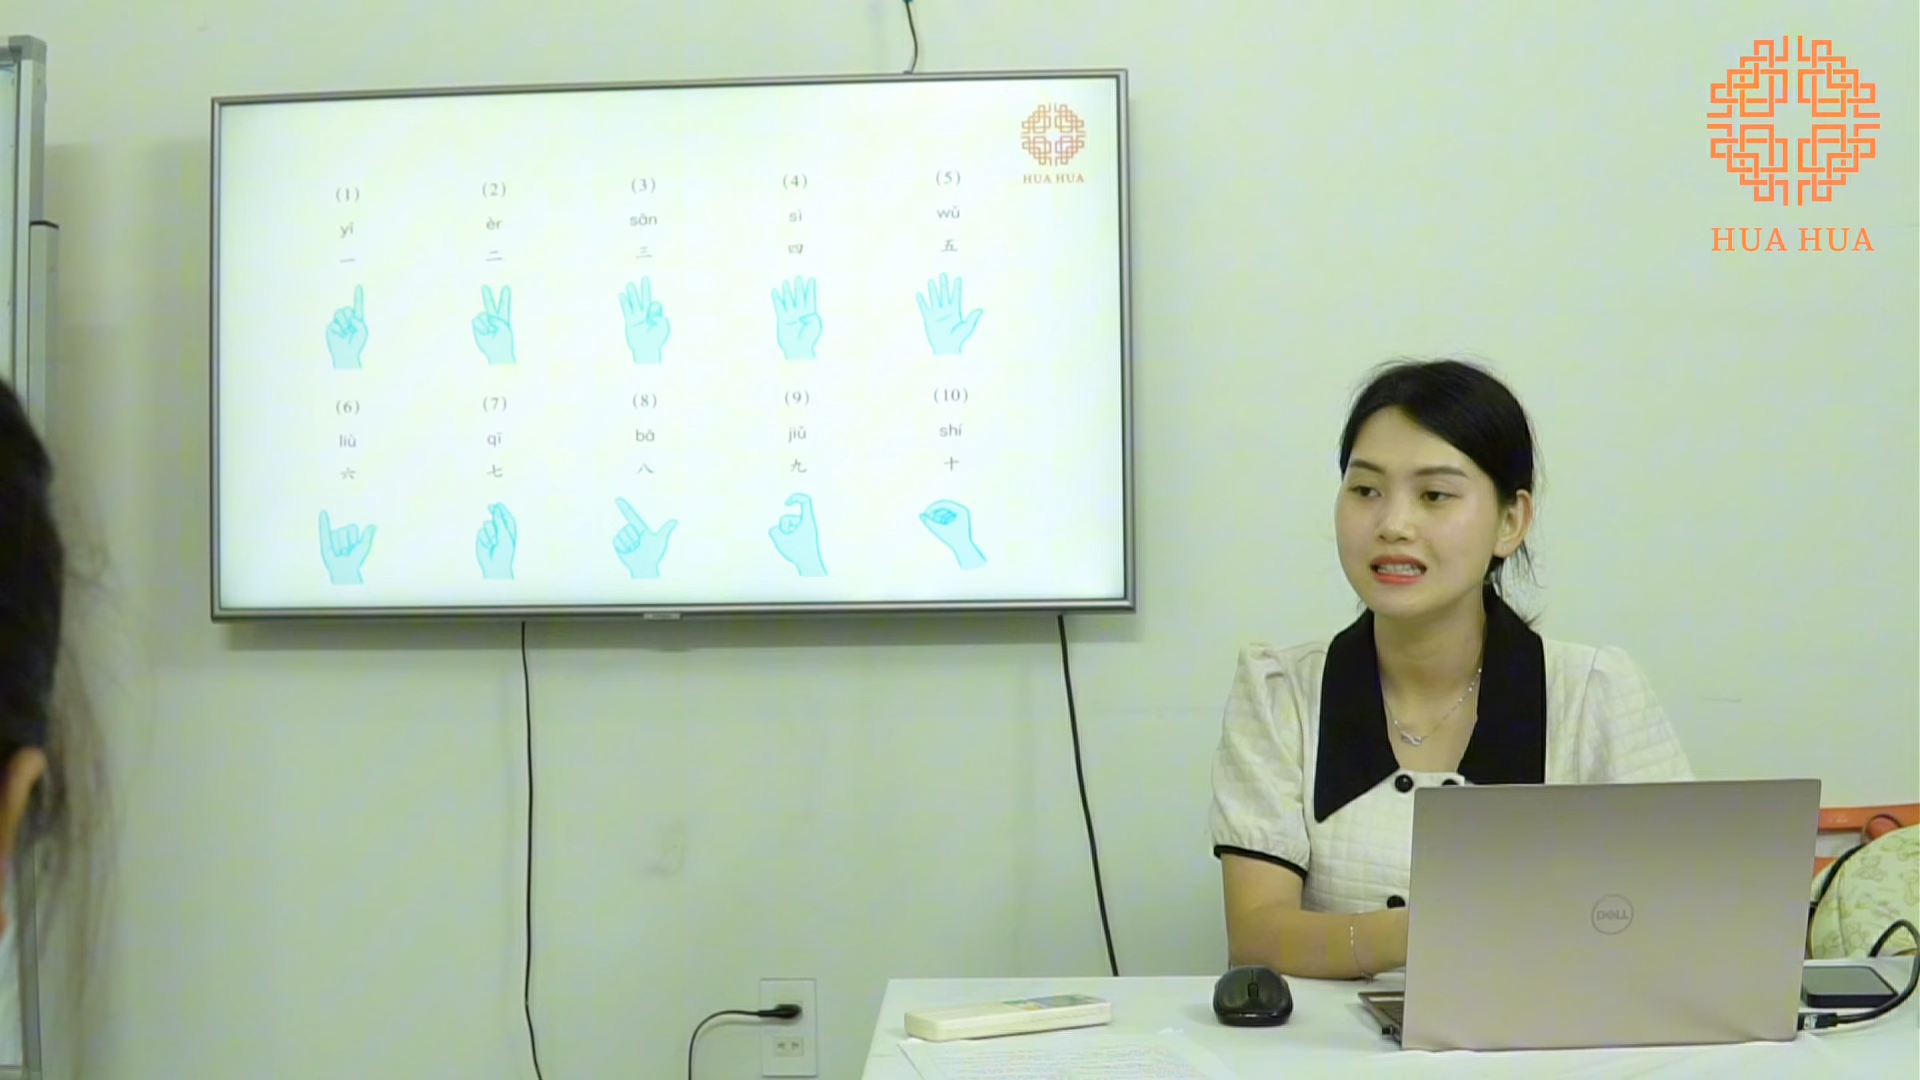 HUA HUA
HUA HUA
(1) (2) (3) (4) (5)
yī èr sān sì wǔ
一 二 三 四 五
(6) (7) (8) (9) (10)
liù qī bā jiǔ shí
六 七 八 九 十
DELL